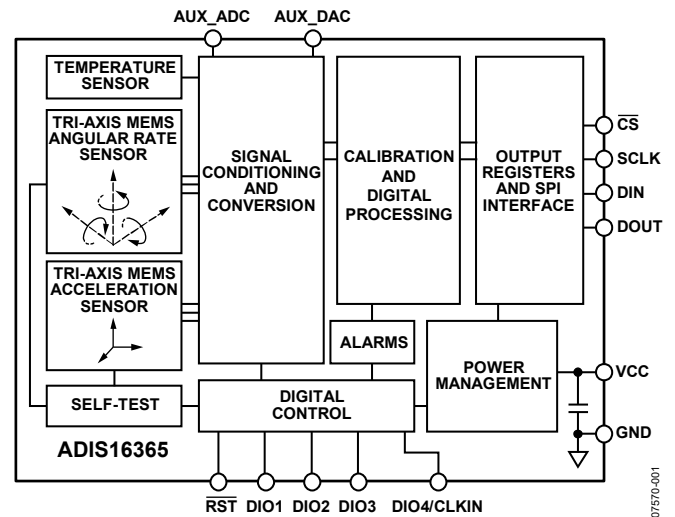 AUX_ADC AUX_DAC
TEMPERATURE
SENSOR
TRI-AXIS MEMS
ANGULAR RATE
SENSOR
SIGNAL
CONDITIONING
AND
CONVERSION
CALIBRATION
AND
DIGITAL
PROCESSING
OUTPUT
REGISTERS
AND SPI
INTERFACE
CS
SCLK
DIN
DOUT
TRI-AXIS MEMS
ACCELERATION
SENSOR
ALARMS
POWER
MANAGEMENT
VCC
SELF-TEST
DIGITAL
CONTROL
GND
ADIS16365
RST DIO1 DIO2 DIO3 DIO4/CLKIN
07570-001